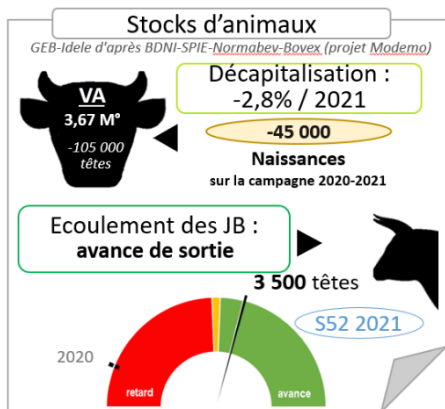 Stocks d’animaux
GEB-Idele d'après BDNI-SPIE-Normabev-Bovex (projet Modemo)
VA
3,67 M°
-105 000
têtes
Décapitalisation :
-2,8% / 2021
-45 000
Naissances
sur la campagne 2020-2021
Ecoulement des JB :
avance de sortie
3 500 têtes
S52 2021
2020
retard
avance